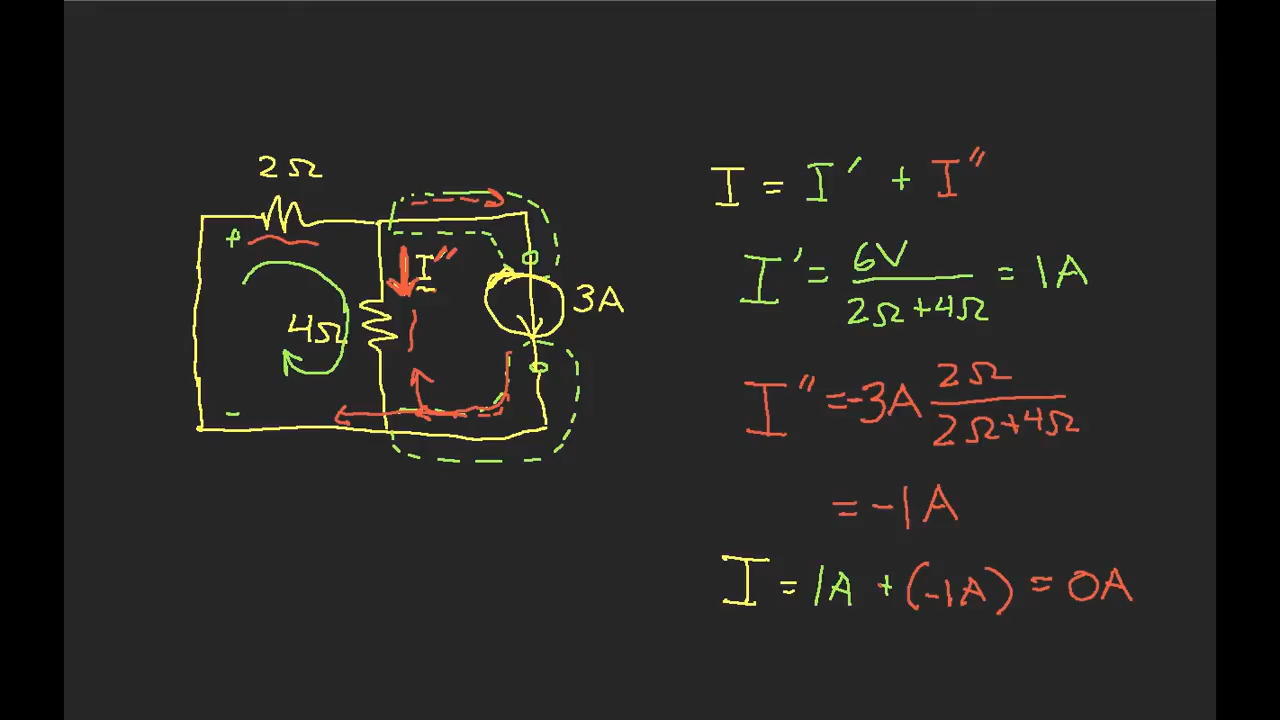 2Ω
+
I″
4Ω
3A
-
I = I′ + I″
I′ = 6V / 2Ω+4Ω = 1A
I″ = -3A 2Ω / 2Ω+4Ω
= -1A
I = 1A + (-1A) = 0A